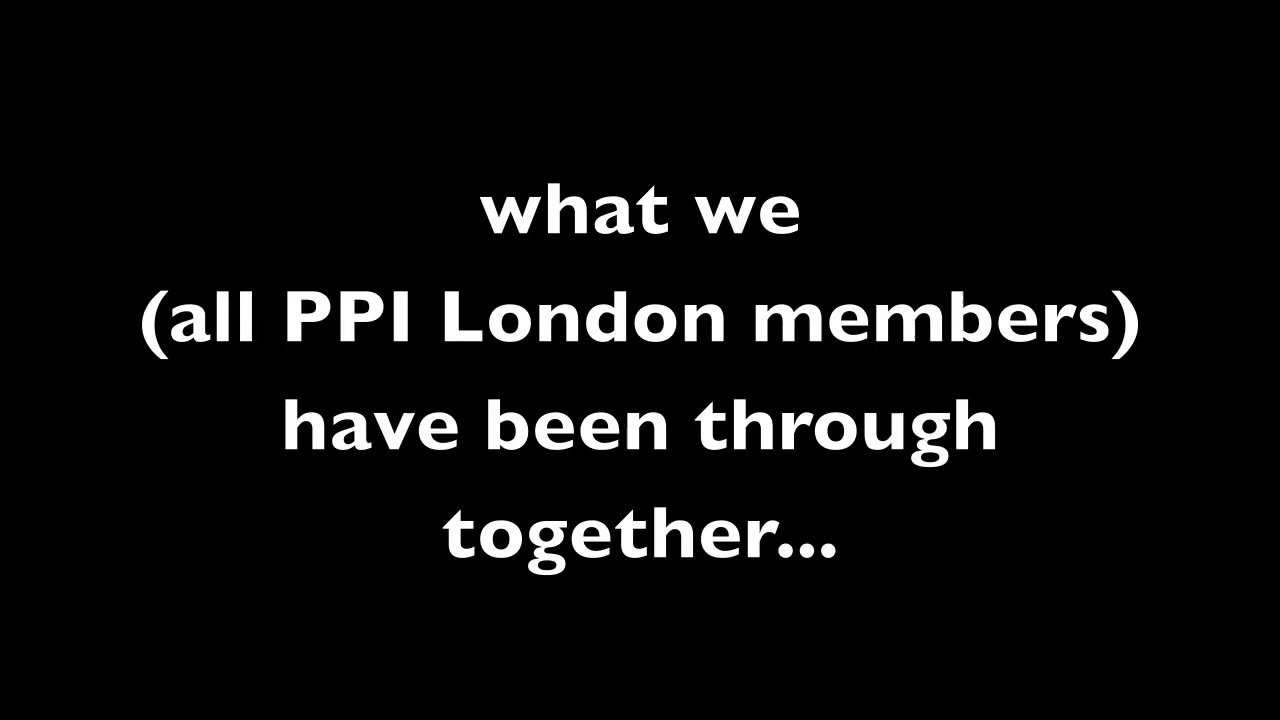 what we
(all PPI London members)
have been through
together...